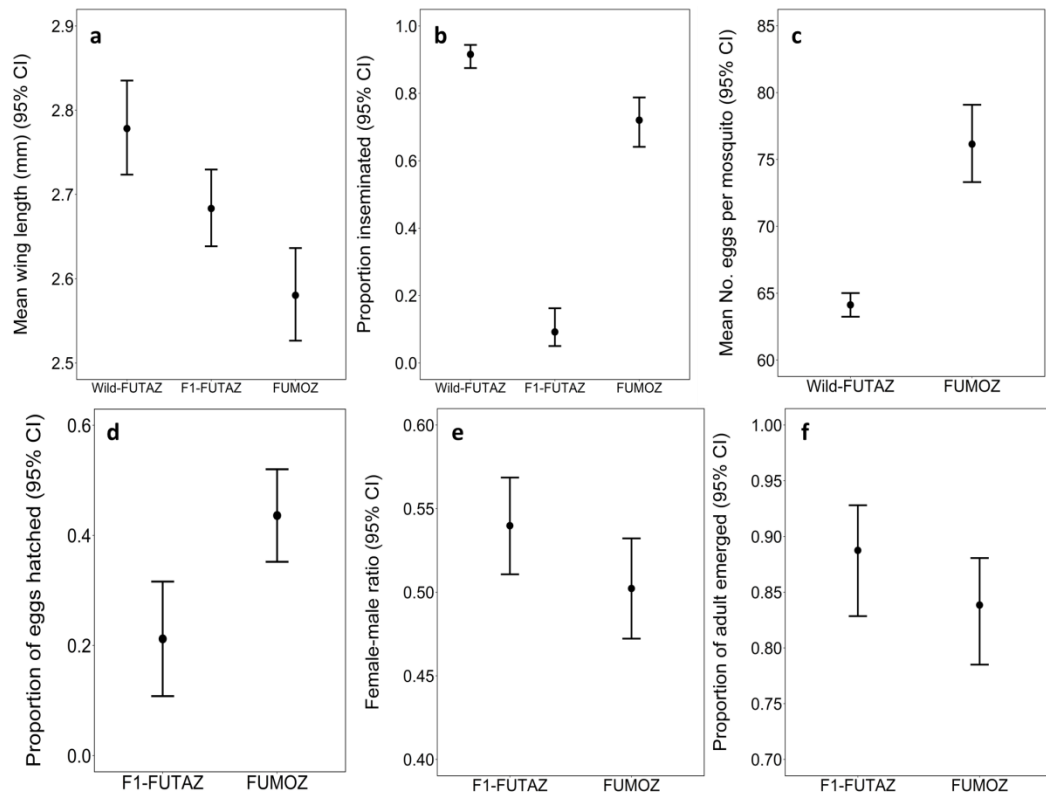 a
Mean wing length (mm) (95% CI)
2.9
2.8
2.7
2.6
2.5
Wild-FUTAZ F1-FUTAZ FUMOZ
b
Proportion inseminated (95% CI)
1.0
0.8
0.6
0.4
0.2
0.0
Wild-FUTAZ F1-FUTAZ FUMOZ
c
Mean No. eggs per mosquito (95% CI)
85
80
75
70
65
60
Wild-FUTAZ FUMOZ
d
Proportion of eggs hatched (95% CI)
0.6
0.4
0.2
0.0
F1-FUTAZ FUMOZ
e
Female-male ratio (95% CI)
0.60
0.55
0.50
0.45
0.40
F1-FUTAZ FUMOZ
f
Proportion of adult emerged (95% CI)
1.00
0.95
0.90
0.85
0.80
0.75
0.70
F1-FUTAZ FUMOZ